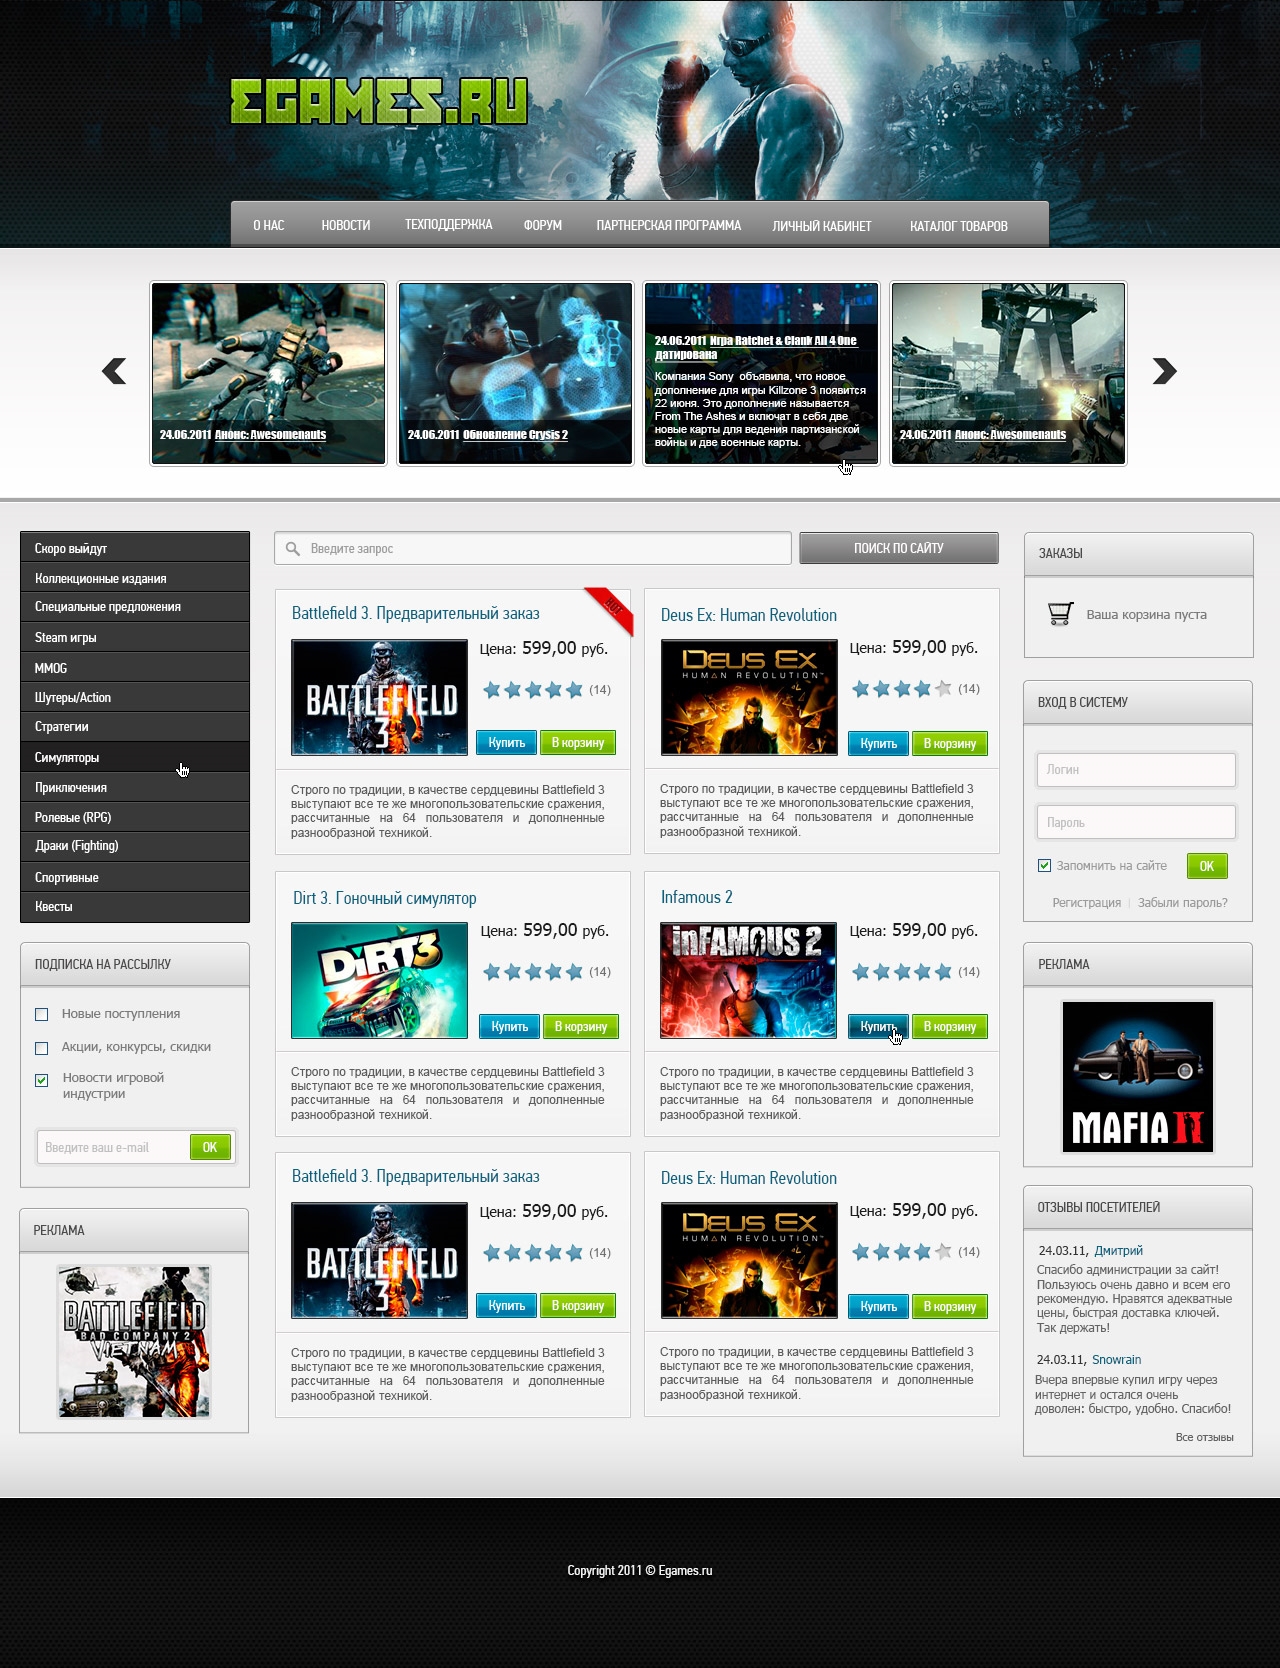 EGAMES.RU
О НАС НОВОСТИ ТЕХПОДДЕРЖКА ФОРУМ ПАРТНЕРСКАЯ ПРОГРАММА ЛИЧНЫЙ КАБИНЕТ КАТАЛОГ ТОВАРОВ
24.06.2011 Анонс: Awesomenauts
24.06.2011 Обновление Crysis 2
24.06.2011 Игра Ratchet & Clank All 4 One
датирована
Компания Sony объявила, что новое
дополнение для игры Killzone 3 появится
22 июня. Это дополнение называется
From The Ashes и включат в себя две
новые карты для ведения партизанской
войны и две военные карты.
24.06.2011 Анонс: Awesomenauts
Скоро выйдут
Коллекционные издания
Специальные предложения
Steam игры
MMOG
Шутеры/Action
Стратегии
Симуляторы
Приключения
Ролевые (RPG)
Драки (Fighting)
Спортивные
Квесты
ПОДПИСКА НА РАССЫЛКУ
Новые поступления
Акции, конкурсы, скидки
Новости игровой
индустрии
Введите ваш e-mail OK
РЕКЛАМА
BATTLEFIELD
BAD COMPANY 2
VIETNAM
Введите запрос ПОИСК ПО САЙТУ
Battlefield 3. Предварительный заказ
HOT
BATTLEFIELD
3
Цена: 599,00 руб.
(14)
Купить В корзину
Строго по традиции, в качестве сердцевины Battlefield 3
выступают все те же многопользовательские сражения,
рассчитанные на 64 пользователя и дополненные
разнообразной техникой.
Deus Ex: Human Revolution
DEUS EX
HUMAN REVOLUTION
Цена: 599,00 руб.
(14)
Купить В корзину
Строго по традиции, в качестве сердцевины Battlefield 3
выступают все те же многопользовательские сражения,
рассчитанные на 64 пользователя и дополненные
разнообразной техникой.
Dirt 3. Гоночный симулятор
DiRT3
Цена: 599,00 руб.
(14)
Купить В корзину
Строго по традиции, в качестве сердцевины Battlefield 3
выступают все те же многопользовательские сражения,
рассчитанные на 64 пользователя и дополненные
разнообразной техникой.
Infamous 2
inFAMOUS 2
Цена: 599,00 руб.
(14)
Купить В корзину
Строго по традиции, в качестве сердцевины Battlefield 3
выступают все те же многопользовательские сражения,
рассчитанные на 64 пользователя и дополненные
разнообразной техникой.
Battlefield 3. Предварительный заказ
BATTLEFIELD
3
Цена: 599,00 руб.
(14)
Купить В корзину
Строго по традиции, в качестве сердцевины Battlefield 3
выступают все те же многопользовательские сражения,
рассчитанные на 64 пользователя и дополненные
разнообразной техникой.
Deus Ex: Human Revolution
DEUS EX
HUMAN REVOLUTION
Цена: 599,00 руб.
(14)
Купить В корзину
Строго по традиции, в качестве сердцевины Battlefield 3
выступают все те же многопользовательские сражения,
рассчитанные на 64 пользователя и дополненные
разнообразной техникой.
ЗАКАЗЫ
Ваша корзина пуста
ВХОД В СИСТЕМУ
Логин
Пароль
Запомнить на сайте OK
Регистрация | Забыли пароль?
РЕКЛАМА
MAFIA II
ОТЗЫВЫ ПОСЕТИТЕЛЕЙ
24.03.11, Дмитрий
Спасибо администрации за сайт!
Пользуюсь очень давно и всем его
рекомендую. Нравятся адекватные
цены, быстрая доставка ключей.
Так держать!
24.03.11, Snowrain
Вчера впервые купил игру через
интернет и остался очень
доволен: быстро, удобно. Спасибо!
Все отзывы
Copyright 2011 © Egames.ru